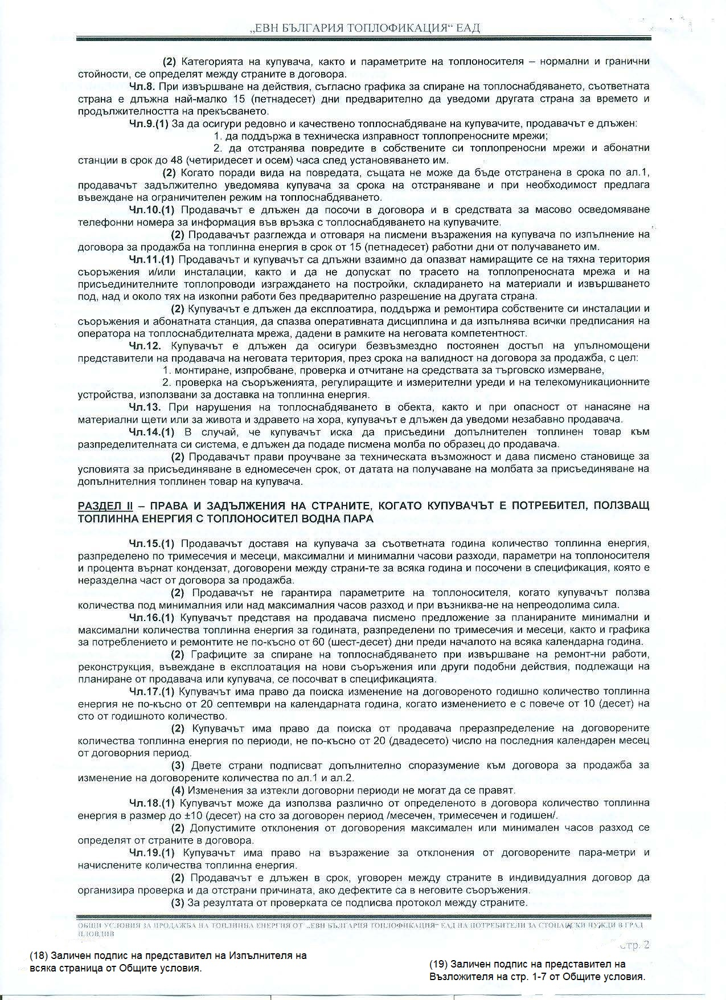 „ЕВН БЪЛГАРИЯ ТОПЛОФИКАЦИЯ“ ЕАД
(2) Категорията на купувача, както и параметрите на топлоносителя – нормални и гранични
стойности, се определят между страните в договора.
Чл.8. При извършване на действия, съгласно графика за спиране на топлоснабдяването, съответната
страна е длъжна най-малко 15 (петнадесет) дни предварително да уведоми другата страна за времето и
продължителността на прекъсването.
Чл.9.(1) За да осигури редовно и качествено топлоснабдяване на купувачите, продавачът е длъжен:
1. да поддържа в техническа изправност топлопреносните мрежи;
2. да отстранява повредите в собствените си топлопреносни мрежи и абонатни
станции в срок до 48 (четиридесет и осем) часа след установяването им.
(2) Когато поради вида на повредата, същата не може да бъде отстранена в срока по ал.1,
продавачът задължително уведомява купувача за срока на отстраняване и при необходимост предлага
въвеждане на ограничителен режим на топлоснабдяването.
Чл.10.(1) Продавачът е длъжен да посочи в договора и в средствата за масово осведомяване
телефонни номера за информация във връзка с топлоснабдяването на купувачите.
(2) Продавачът разглежда и отговаря на писмени възражения на купувача по изпълнение на
договора за продажба на топлинна енергия в срок от 15 (петнадесет) работни дни от получаването им.
Чл.11.(1) Продавачът и купувачът са длъжни взаимно да опазват намиращите се на тяхна територия
съоръжения и/или инсталации, както и да не допускат по трасето на топлопреносната мрежа и на
присъединителните топлопроводи изграждането на постройки, складирането на материали и извършването
под, над и около тях на изкопни работи без предварително разрешение на другата страна.
(2) Купувачът е длъжен да експлоатира, поддържа и ремонтира собствените си инсталации и
съоръжения и абонатната станция, да спазва оперативната дисциплина и да изпълнява всички предписания на
оператора на топлоснабдителната мрежа, дадени в рамките на неговата компетентност.
Чл.12. Купувачът е длъжен да осигури безвъзмездно постоянен достъп на упълномощени
представители на продавача на неговата територия, през срока на валидност на договора за продажба, с цел:
1. монтиране, изпробване, проверка и отчитане на средствата за търговско измерване,
2. проверка на съоръженията, регулиращите и измерителни уреди и на телекомуникационните
устройства, използвани за доставка на топлинна енергия.
Чл.13. При нарушения на топлоснабдяването в обекта, както и при опасност от нанасяне на
материални щети или за живота и здравето на хора, купувачът е длъжен да уведоми незабавно продавача.
Чл.14.(1) В случай, че купувачът иска да присъедини допълнителен топлинен товар към
разпределителната си система, е длъжен да подаде писмена молба по образец до продавача.
(2) Продавачът прави проучване за техническата възможност и дава писмено становище за
условията за присъединяване в едномесечен срок, от датата на получаване на молбата за присъединяване на
допълнителния топлинен товар на купувача.
РАЗДЕЛ II – ПРАВА И ЗАДЪЛЖЕНИЯ НА СТРАНИТЕ, КОГАТО КУПУВАЧЪТ Е ПОТРЕБИТЕЛ, ПОЛЗВАЩ
ТОПЛИННА ЕНЕРГИЯ С ТОПЛОНОСИТЕЛ ВОДНА ПАРА
Чл.15.(1) Продавачът доставя на купувача за съответната година количество топлинна енергия,
разпределено по тримесечия и месеци, максимални и минимални часови разходи, параметри на топлоносителя
и процента върнат кондензат, договорени между страни-те за всяка година и посочени в спецификация, която е
неразделна част от договора за продажба.
(2) Продавачът не гарантира параметрите на топлоносителя, когато купувачът ползва
количества под минималния или над максималния часов разход и при възниква-не на непреодолима сила.
Чл.16.(1) Купувачът представя на продавача писмено предложение за планираните минимални и
максимални количества топлинна енергия за годината, разпределени по тримесечия и месеци, както и графика
за потреблението и ремонтите не по-късно от 60 (шест-десет) дни преди началото на всяка календарна година.
(2) Графиците за спиране на топлоснабдяването при извършване на ремонт-ни работи,
реконструкция, въвеждане в експлоатация на нови съоръжения или други подобни действия, подлежащи на
планиране от продавача или купувача, се посочват в спецификацията.
Чл.17.(1) Купувачът има право да поиска изменение на договореното годишно количество топлинна
енергия не по-късно от 20 септември на календарната година, когато изменението е с повече от 10 (десет) на
сто от годишното количество.
(2) Купувачът има право да поиска от продавача преразпределение на договорените
количества топлинна енергия по периоди, не по-късно от 20 (двадесето) число на последния календарен месец
от договорния период.
(3) Двете страни подписват допълнително споразумение към договора за продажба за
изменение на договорените количества по ал.1 и ал.2.
(4) Изменения за изтекли договорни периоди не могат да се правят.
Чл.18.(1) Купувачът може да използва различно от определеното в договора количество топлинна
енергия в размер до ±10 (десет) на сто за договорен период /месечен, тримесечен и годишен/.
(2) Допустимите отклонения от договорения максимален или минимален часов разход се
определят от страните в договора.
Чл.19.(1) Купувачът има право на възражение за отклонения от договорените пара-метри и
начислените количества топлинна енергия.
(2) Продавачът е длъжен в срок, уговорен между страните в индивидуалния договор да
организира проверка и да отстрани причината, ако дефектите са в неговите съоръжения.
(3) За резултата от проверката се подписва протокол между страните.
ОБЩИ УСЛОВИЯ ЗА ПРОДАЖБА НА ТОПЛИННА ЕНЕРГИЯ ОТ „ЕВН БЪЛГАРИЯ ТОПЛОФИКАЦИЯ“ ЕАД НА ПОТРЕБИТЕЛИ ЗА СТОПАНСКИ НУЖДИ В ГРАД
ПЛОВДИВ
стр. 2
(18) Заличен подпис на представител на Изпълнителя на
всяка страница от Общите условия.
(19) Заличен подпис на представител на
Възложителя на стр. 1-7 от Общите условия.